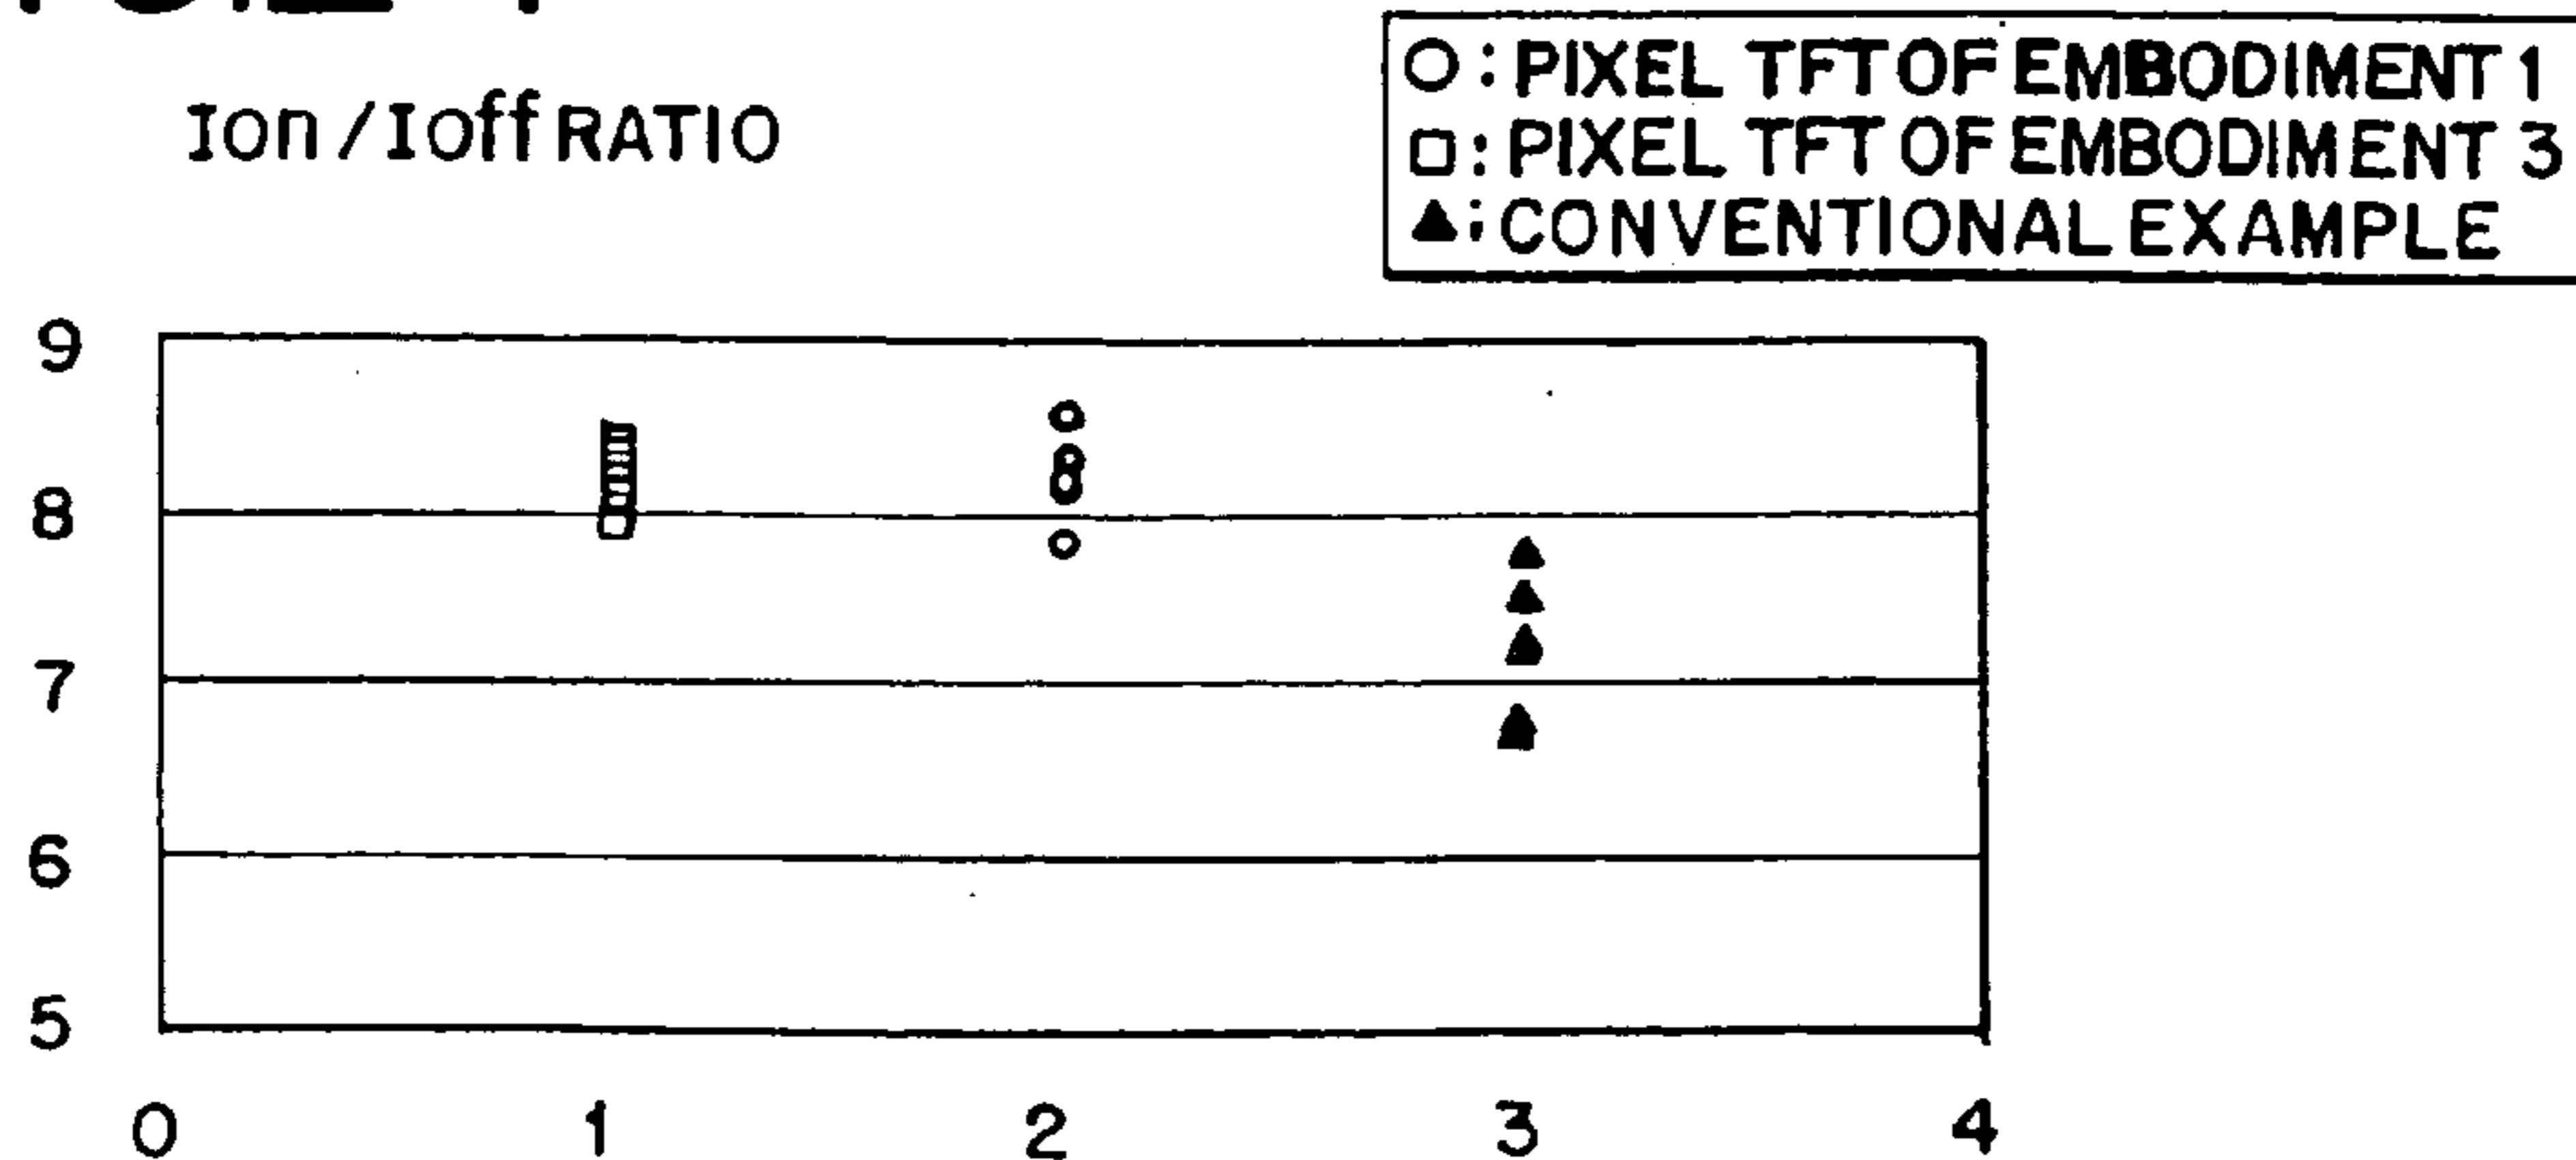 Ion/Ioff RATIO
○: PIXEL TFT OF EMBODIMENT 1
□: PIXEL TFT OF EMBODIMENT 3
▲: CONVENTIONAL EXAMPLE
9
8
7
6
5
0 1 2 3 4